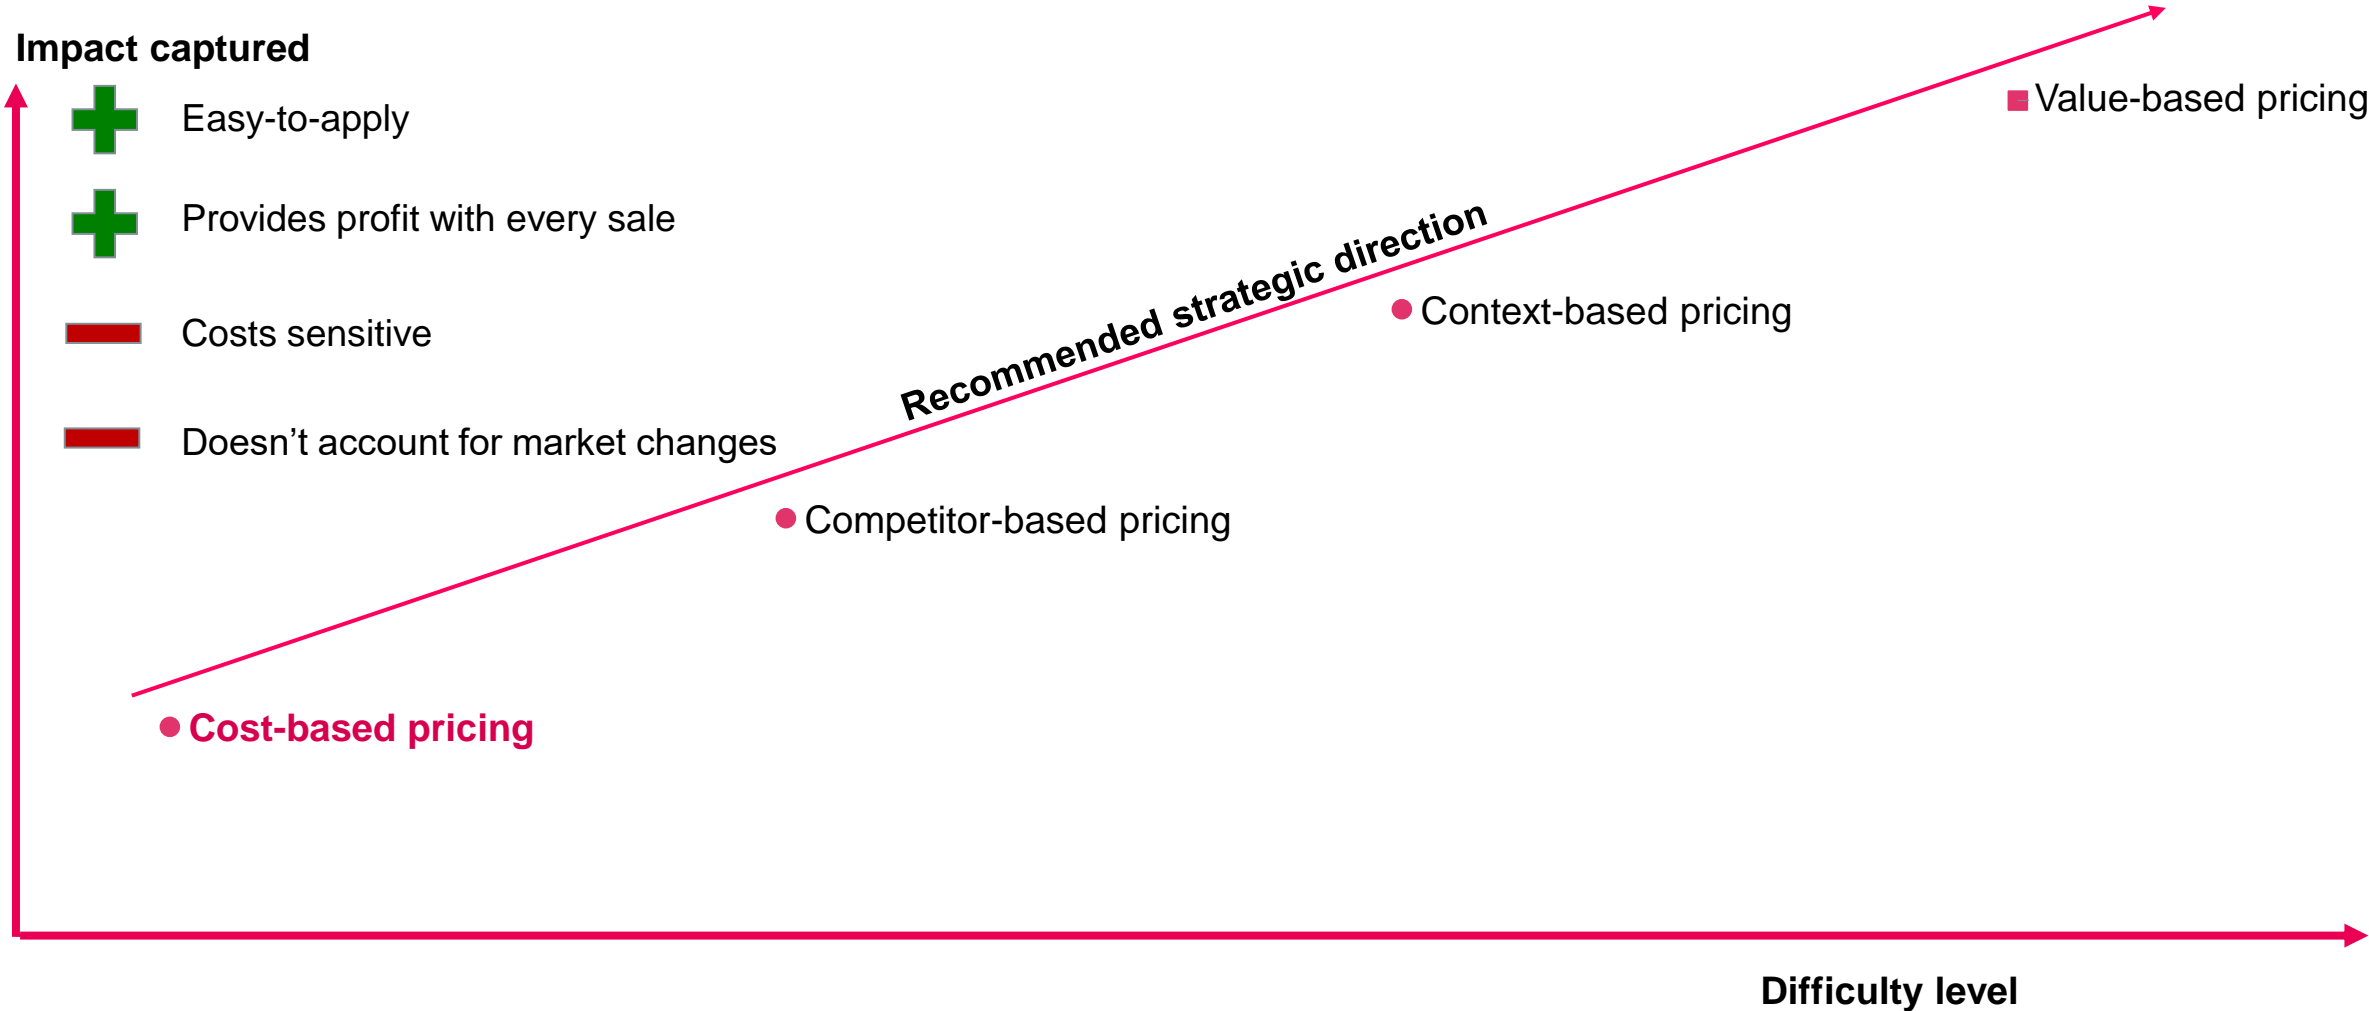 Impact captured
Easy-to-apply
Value-based pricing
Provides profit with every sale
Recommended strategic direction
Costs sensitive
Context-based pricing
Doesn’t account for market changes
Competitor-based pricing
Cost-based pricing
Difficulty level